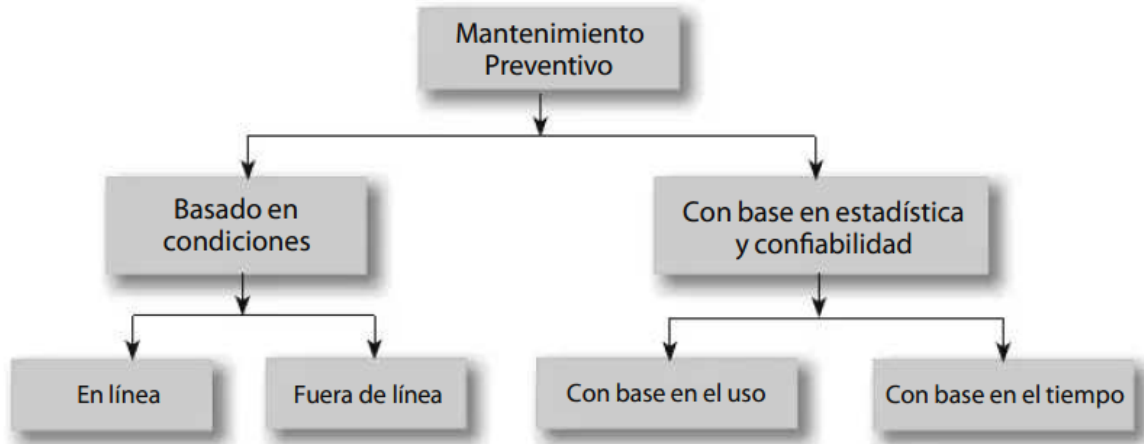 Mantenimiento
Preventivo
Basado en
condiciones
Con base en estadística
y confiabilidad
En línea
Fuera de línea
Con base en el uso
Con base en el tiempo